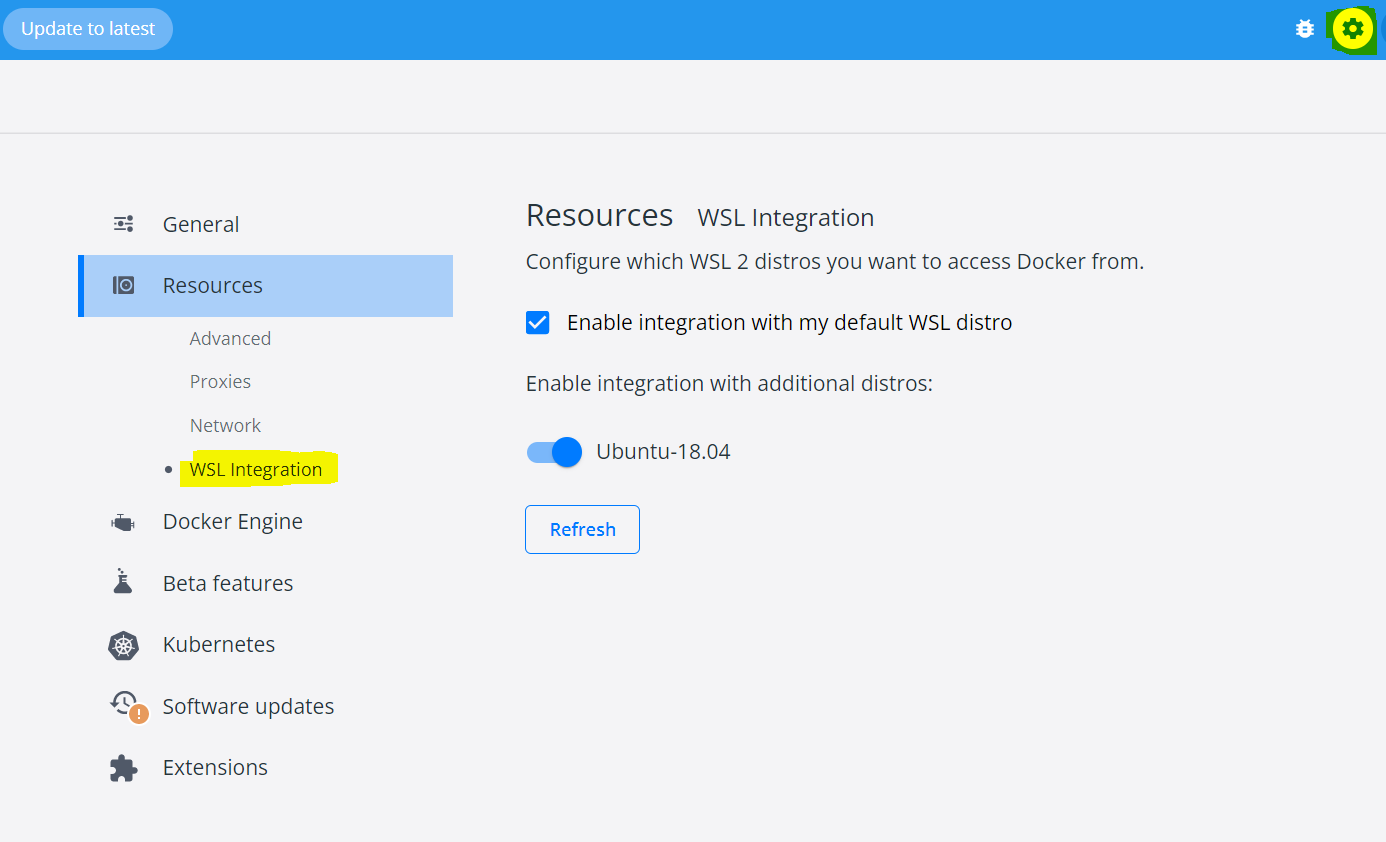 Update to latest
General
Resources
Advanced
Proxies
Network
WSL Integration
Docker Engine
Beta features
Kubernetes
Software updates
Extensions
Resources WSL Integration
Configure which WSL 2 distros you want to access Docker from.
Enable integration with my default WSL distro
Enable integration with additional distros:
Ubuntu-18.04
Refresh